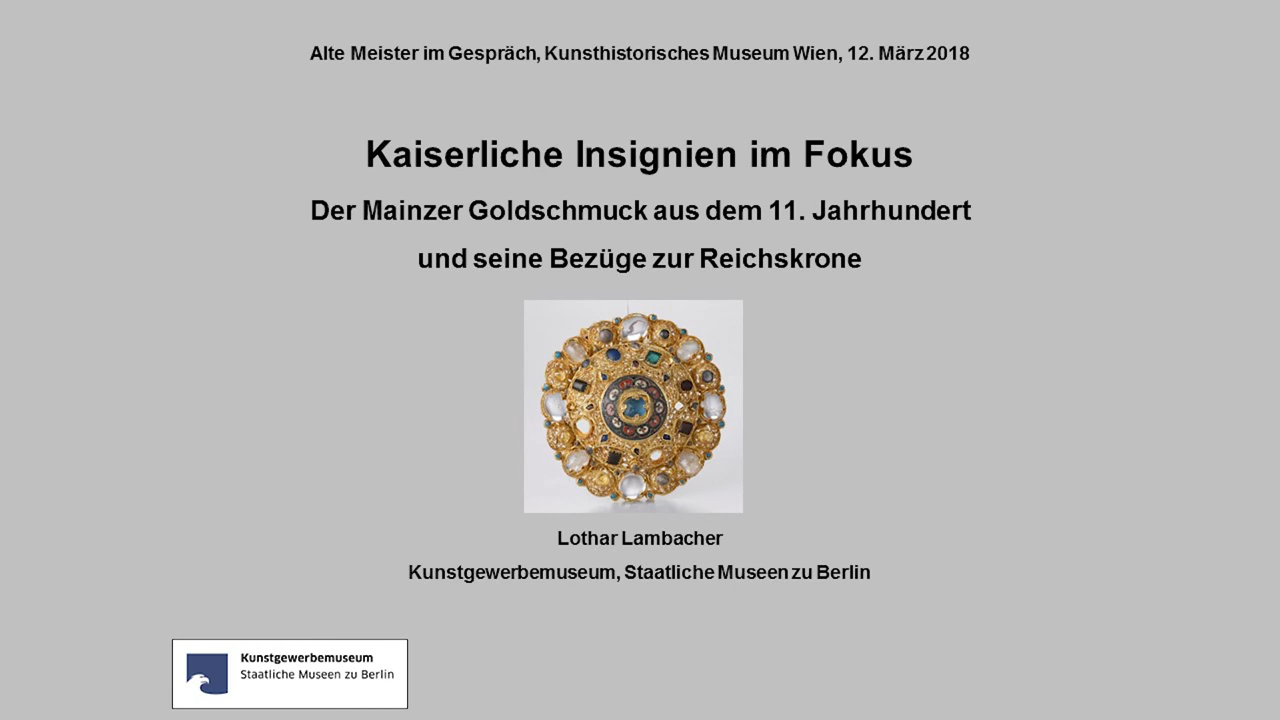 Alte Meister im Gespräch, Kunsthistorisches Museum Wien, 12. März 2018
Kaiserliche Insignien im Fokus
Der Mainzer Goldschmuck aus dem 11. Jahrhundert
und seine Bezüge zur Reichskrone
Lothar Lambacher
Kunstgewerbemuseum, Staatliche Museen zu Berlin
Kunstgewerbemuseum
Staatliche Museen zu Berlin